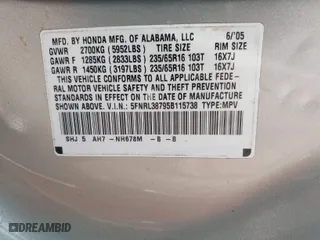 MFD. BY HONDA MFG. OF ALABAMA, LLC 6/'05
GVWR 2700KG (5952LBS) TIRE SIZE RIM SIZE
GAWR F 1285KG (2833LBS) 235/65R16 103T 16X7J
GAWR R 1450KG (3197LBS) 235/65R16 103T 16X7J
THIS VEHICLE CONFORMS TO ALL APPLICABLE FEDE-
RAL MOTOR VEHICLE SAFETY AND THEFT PREVENTION
STANDARDS IN EFFECT ON THE DATE OF MANUFACTURE
SHOWN ABOVE. V.I.N.: 5FNRL38795B115738 TYPE:MPV
SHJ 5 AH7 -NH678M -B -B
DREAMBID